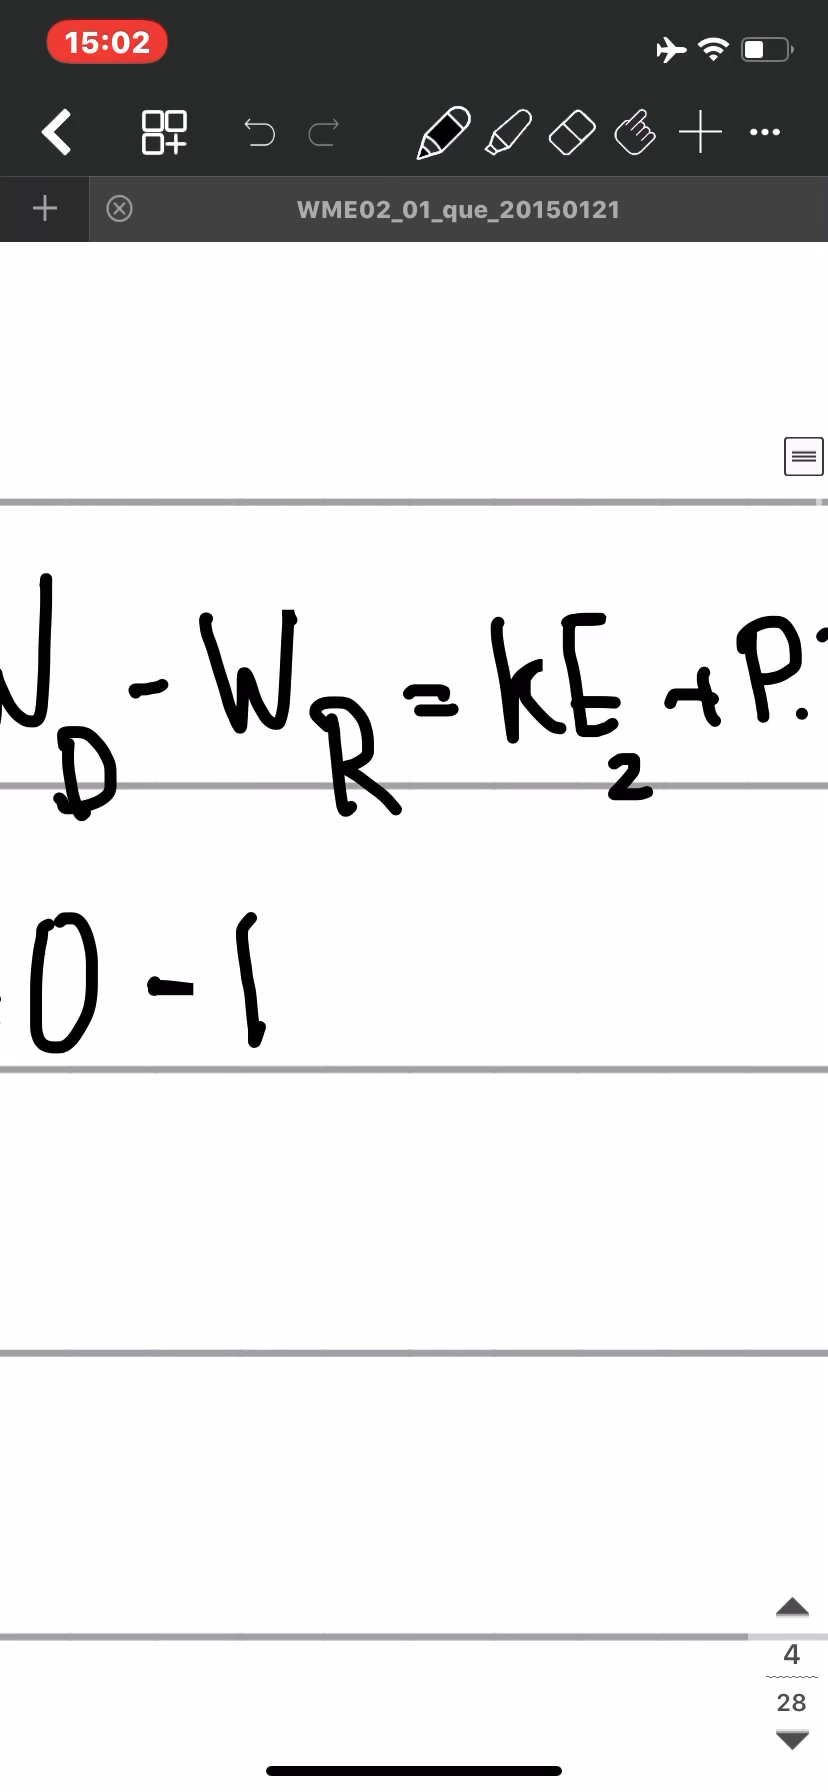 15:02
WME02_01_que_20150121
W_D - W_R = KE_2 + P.
0 - 1
4
28